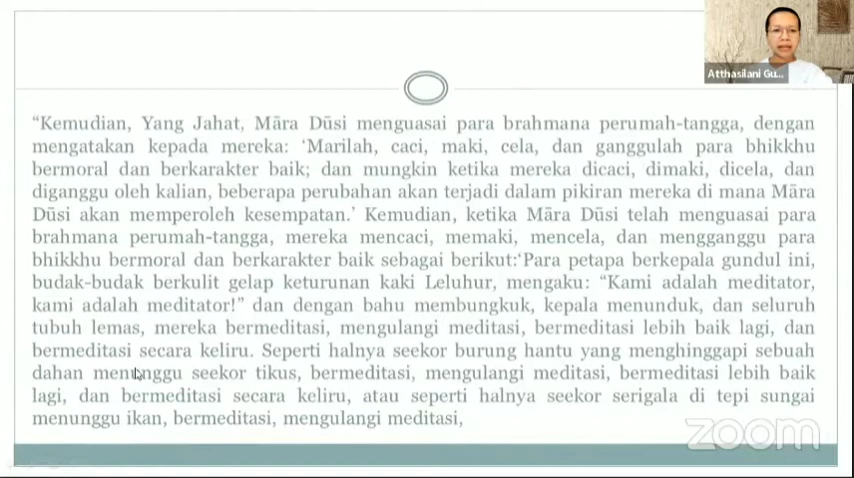 Atthasilani Gu...
“Kemudian, Yang Jahat, Māra Dūsi menguasai para brahmana perumah-tangga, dengan
mengatakan kepada mereka: ‘Marilah, caci, maki, cela, dan ganggulah para bhikkhu
bermoral dan berkarakter baik; dan mungkin ketika mereka dicaci, dimaki, dicela, dan
diganggu oleh kalian, beberapa perubahan akan terjadi dalam pikiran mereka di mana Māra
Dūsi akan memperoleh kesempatan.’ Kemudian, ketika Māra Dūsi telah menguasai para
brahmana perumah-tangga, mereka mencaci, memaki, mencela, dan mengganggu para
bhikkhu bermoral dan berkarakter baik sebagai berikut:‘Para petapa berkepala gundul ini,
budak-budak berkulit gelap keturunan kaki Leluhur, mengaku: “Kami adalah meditator,
kami adalah meditator!” dan dengan bahu membungkuk, kepala menunduk, dan seluruh
tubuh lemas, mereka bermeditasi, mengulangi meditasi, bermeditasi lebih baik lagi, dan
bermeditasi secara keliru. Seperti halnya seekor burung hantu yang menghinggapi sebuah
dahan menunggu seekor tikus, bermeditasi, mengulangi meditasi, bermeditasi lebih baik
lagi, dan bermeditasi secara keliru, atau seperti halnya seekor serigala di tepi sungai
menunggu ikan, bermeditasi, mengulangi meditasi,
zoom